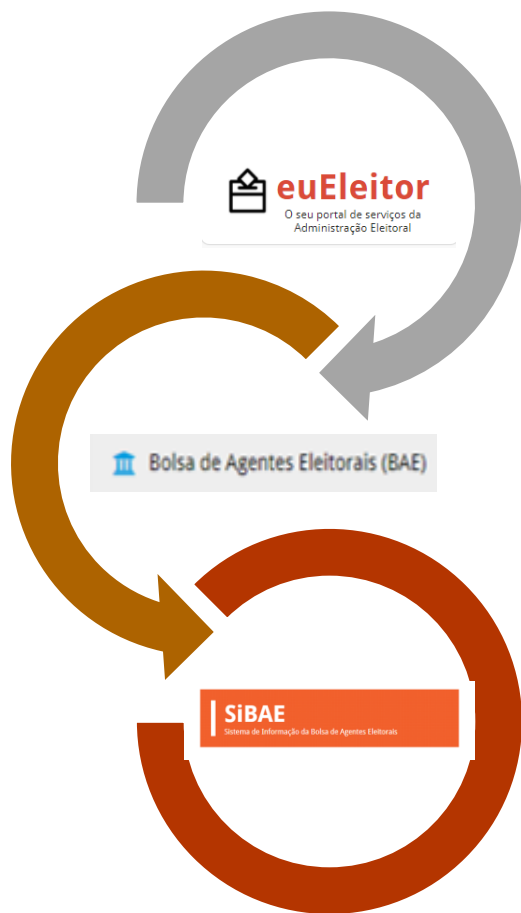 euEleitor
O seu portal de serviços da
Administração Eleitoral
Bolsa de Agentes Eleitorais (BAE)
SiBAE
Sistema de Informação da Bolsa de Agentes Eleitorais